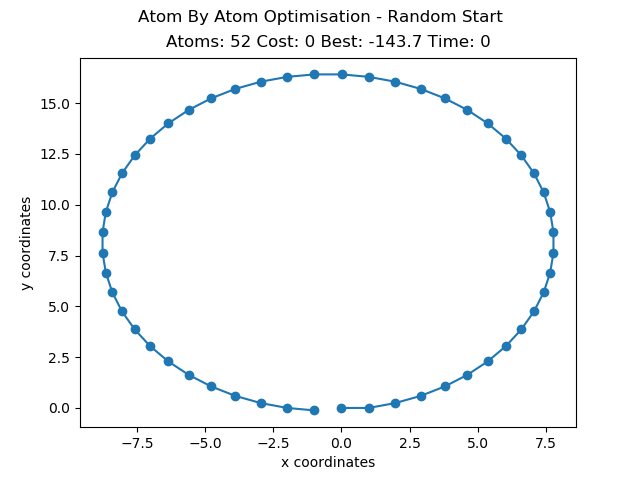 Atom By Atom Optimisation - Random Start
Atoms: 52 Cost: 0 Best: -143.7 Time: 0
15.0
12.5
10.0
7.5
5.0
2.5
0.0
y coordinates
−7.5 −5.0 −2.5 0.0 2.5 5.0 7.5
x coordinates